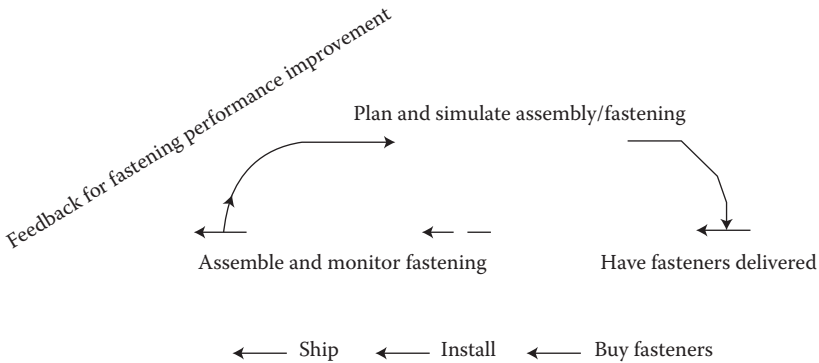 Feedback for fastening performance improvement
Plan and simulate assembly/fastening
Assemble and monitor fastening
Have fasteners delivered
Ship
Install
Buy fasteners